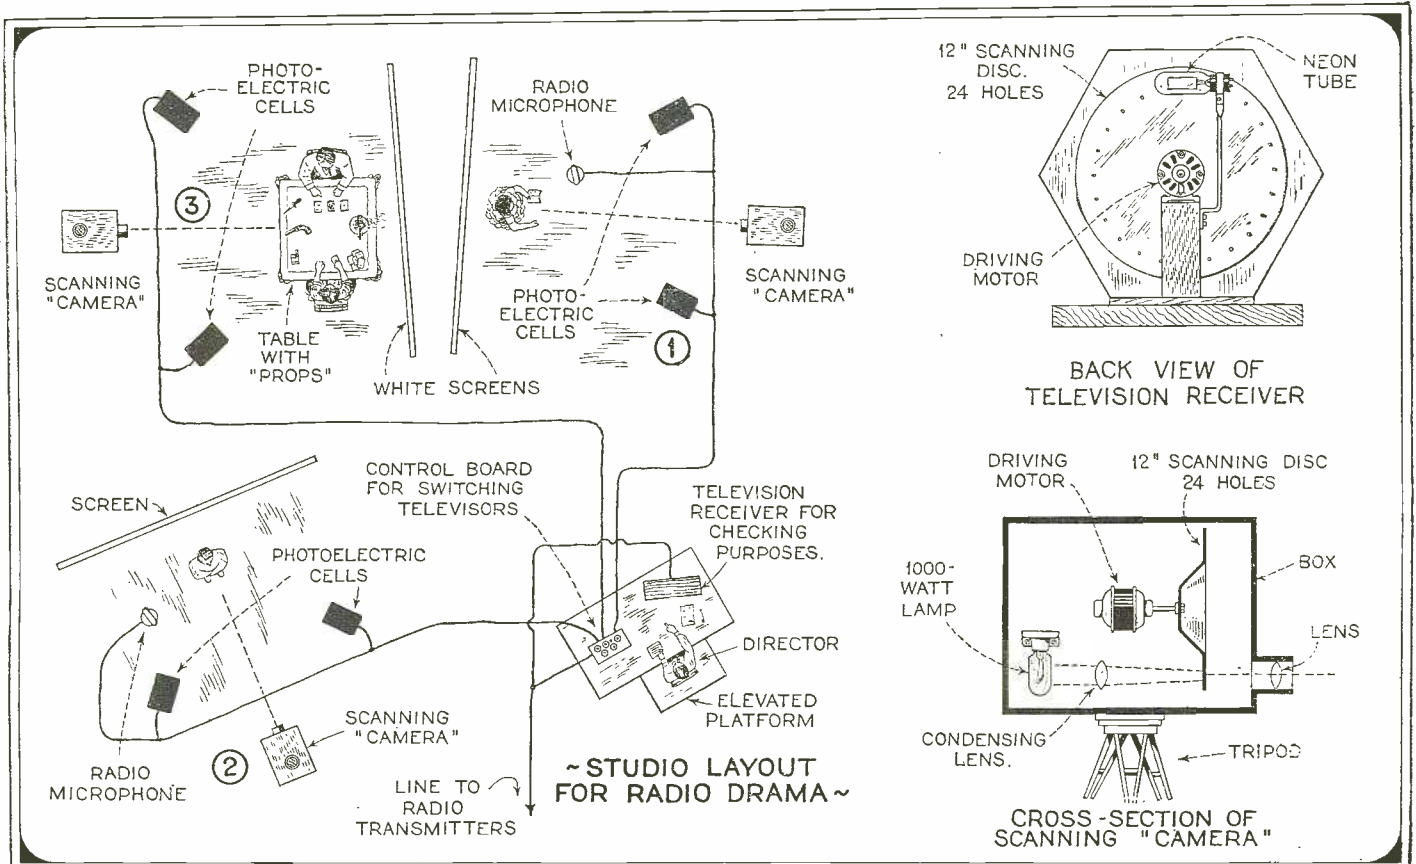 PHOTO-
ELECTRIC
CELLS
RADIO
MICROPHONE
3
SCANNING
"CAMERA"
TABLE
WITH
"PROPS"
WHITE SCREENS
PHOTO-
ELECTRIC
CELLS
1
SCANNING
"CAMERA"
SCREEN
CONTROL BOARD
FOR SWITCHING
TELEVISORS
PHOTOELECTRIC
CELLS
TELEVISION
RECEIVER FOR
CHECKING
PURPOSES.
DIRECTOR
ELEVATED
PLATFORM
SCANNING
"CAMERA"
2
RADIO
MICROPHONE
LINE TO
RADIO
TRANSMITTERS
~STUDIO LAYOUT
FOR RADIO DRAMA~
12" SCANNING
DISC.
24 HOLES
NEON
TUBE
DRIVING
MOTOR
BACK VIEW OF
TELEVISION RECEIVER
DRIVING
MOTOR
12" SCANNING DISC
24 HOLES
1000-
WATT
LAMP
BOX
LENS
CONDENSING
LENS.
TRIPOD
CROSS-SECTION OF
SCANNING "CAMERA"